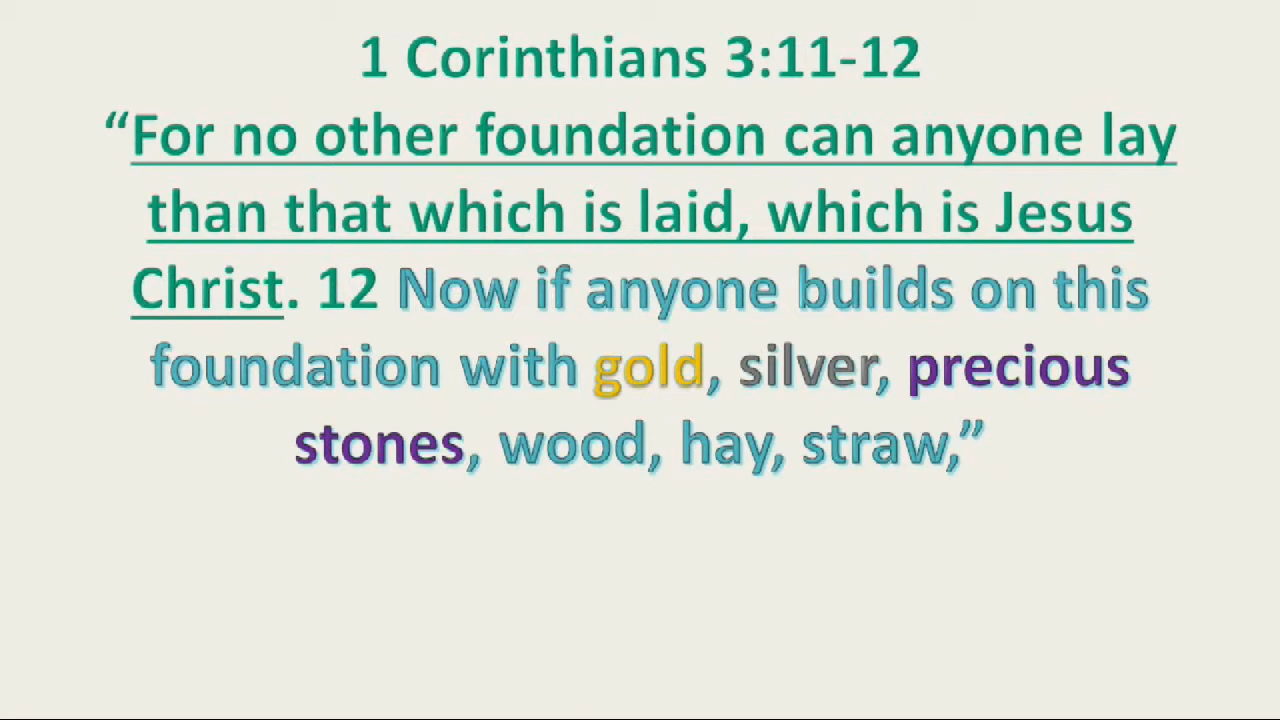 1 Corinthians 3:11-12
“For no other foundation can anyone lay
than that which is laid, which is Jesus
Christ. 12 Now if anyone builds on this
foundation with gold, silver, precious
stones, wood, hay, straw,”